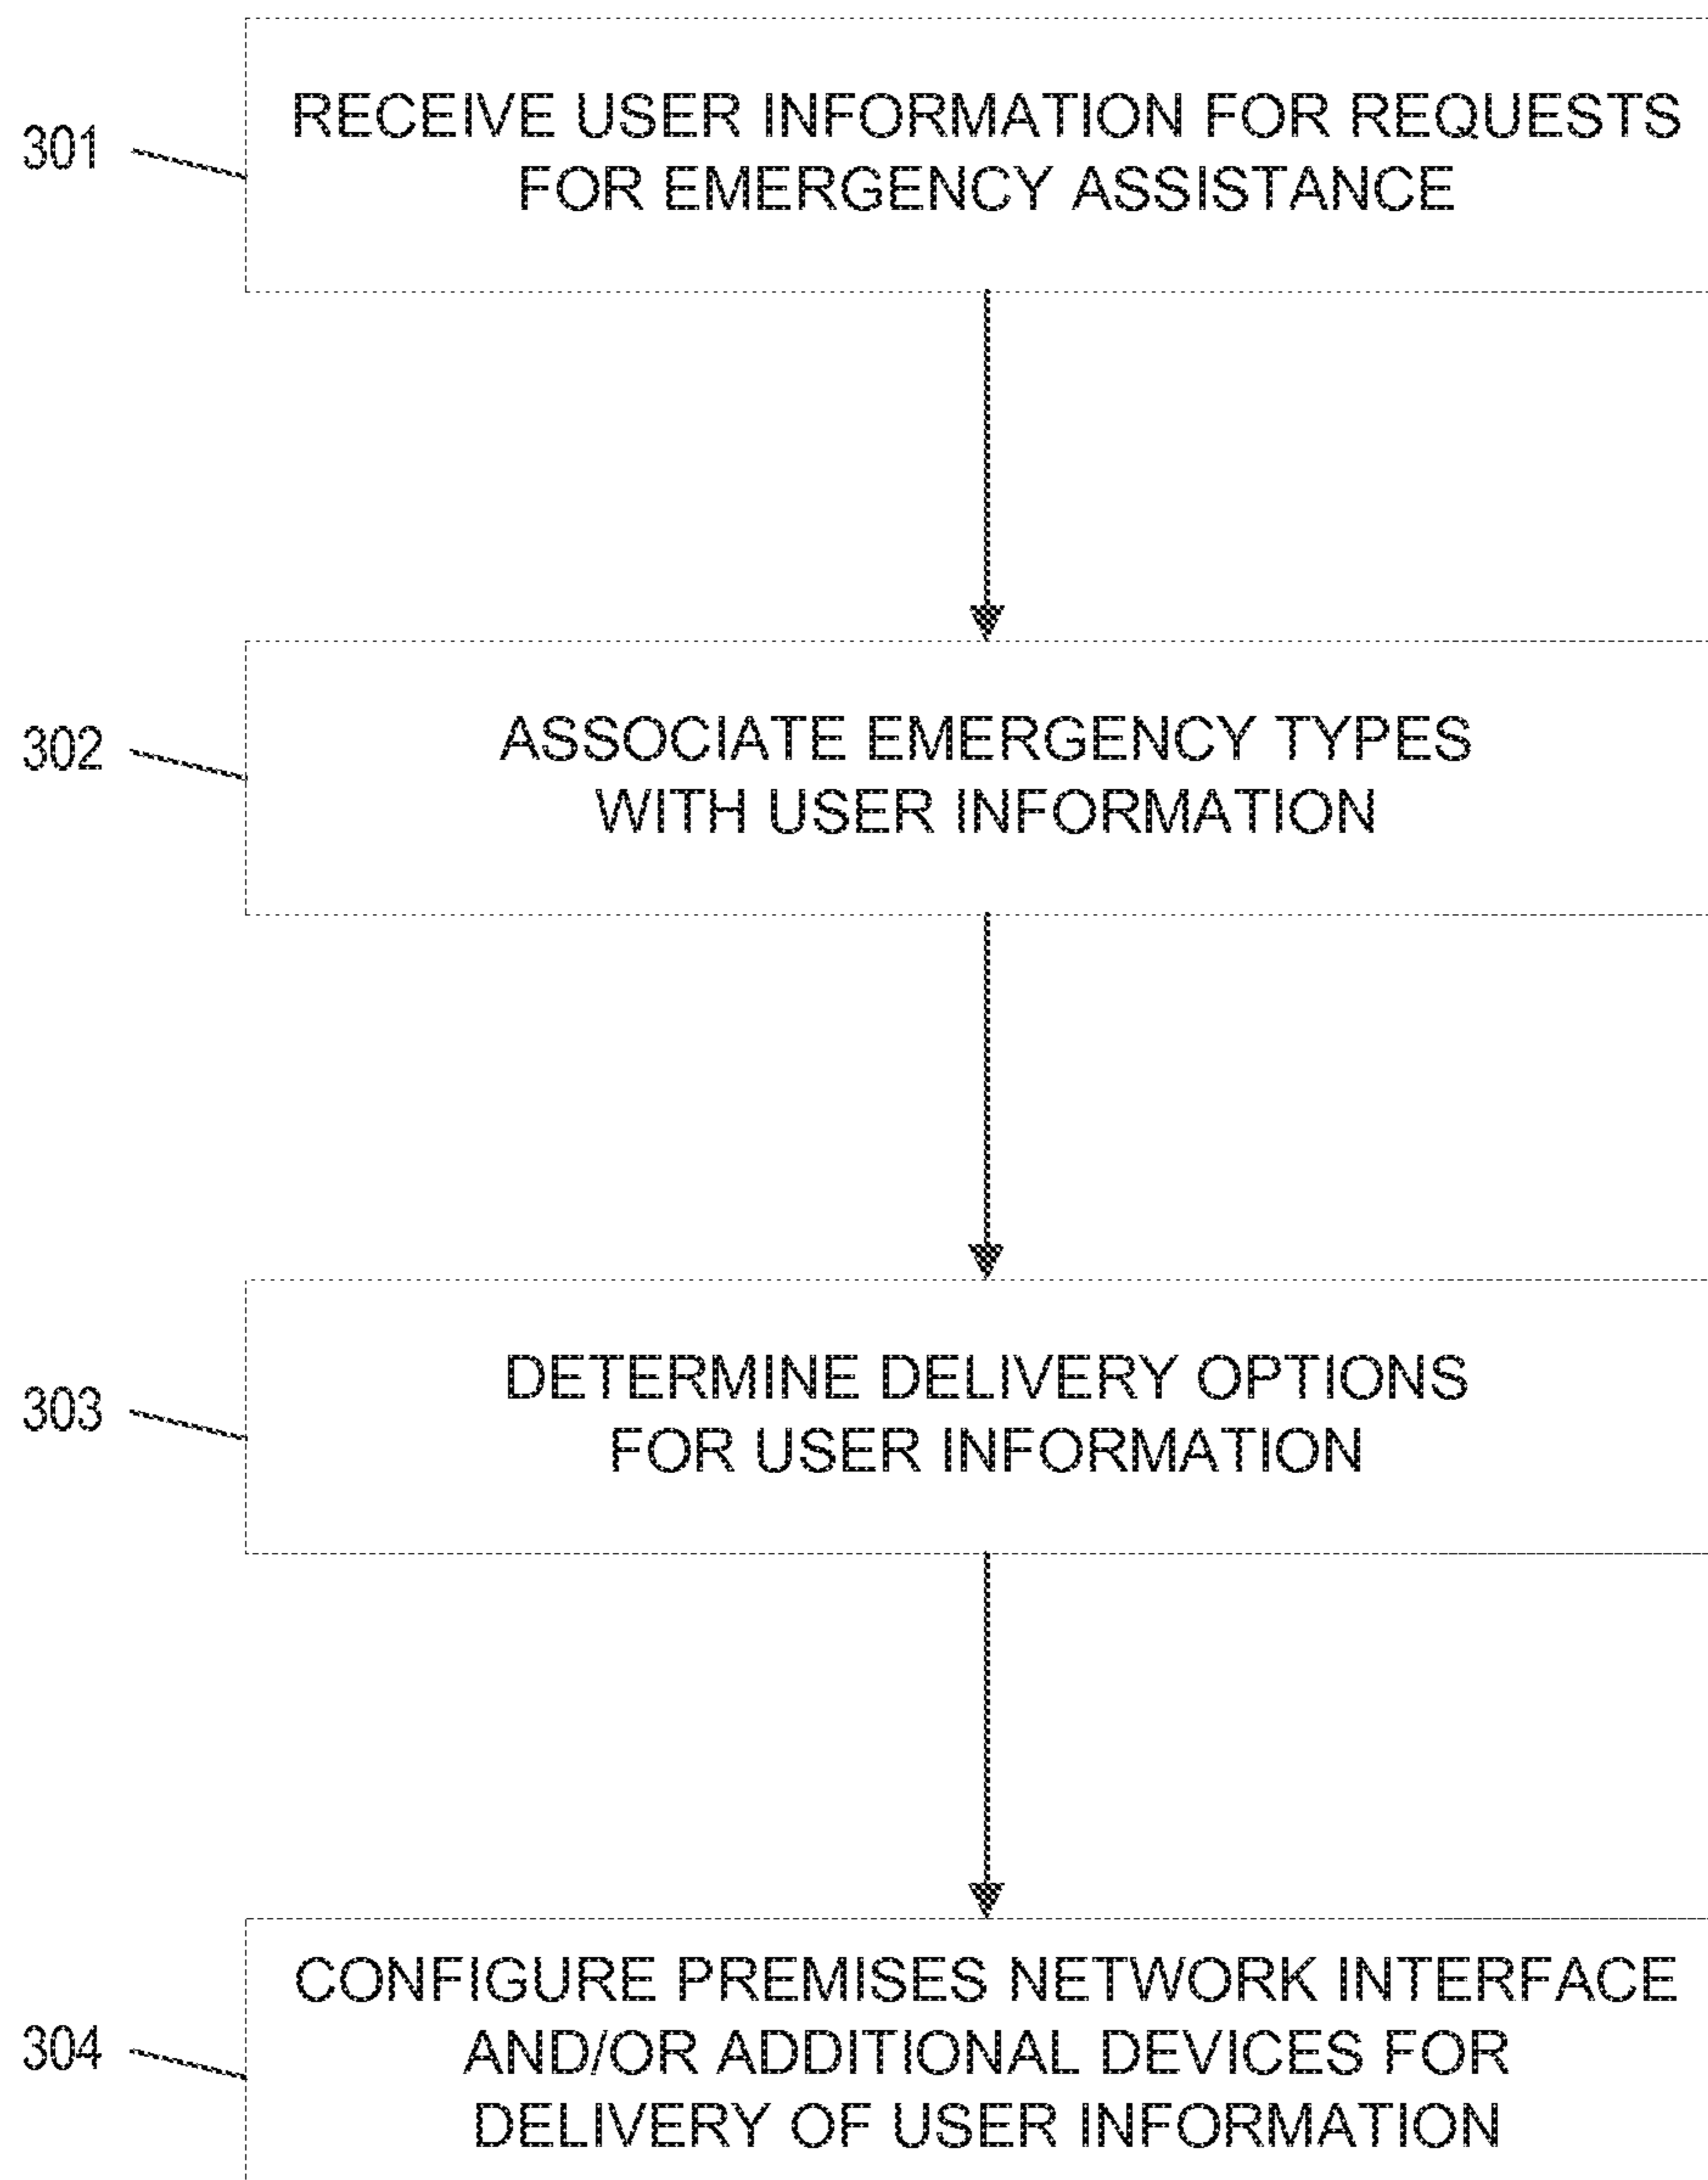 RECEIVE USER INFORMATION FOR REQUESTS
FOR EMERGENCY ASSISTANCE
301
ASSOCIATE EMERGENCY TYPES
WITH USER INFORMATION
302
DETERMINE DELIVERY OPTIONS
FOR USER INFORMATION
303
CONFIGURE PREMISES NETWORK INTERFACE
AND/OR ADDITIONAL DEVICES FOR
DELIVERY OF USER INFORMATION
304